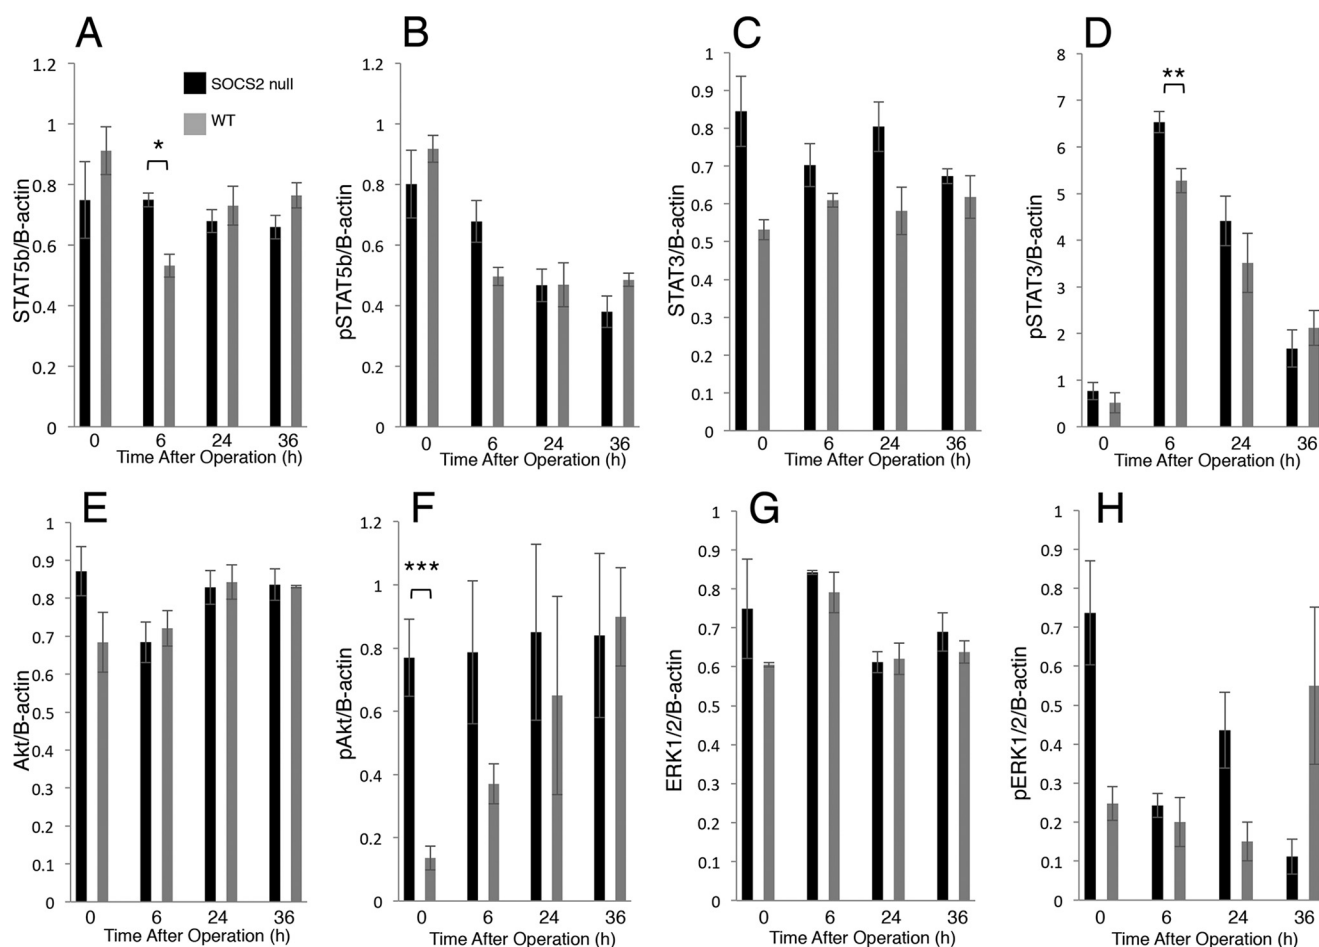 A
B
C
D
1.2
1
0.8
0.6
0.4
0.2
0
STAT5b/B-actin
SOCS2 null
WT
*
0 6 24 36
Time After Operation (h)
1.2
1
0.8
0.6
0.4
0.2
0
pSTAT5b/B-actin
0 6 24 36
Time After Operation (h)
1
0.9
0.8
0.7
0.6
0.5
0.4
0.3
0.2
0.1
0
STAT3/B-actin
0 6 24 36
Time After Operation (h)
8
7
6
5
4
3
2
1
0
pSTAT3/B-actin
**
0 6 24 36
Time After Operation (h)
E
F
G
H
1
0.9
0.8
0.7
0.6
0.5
0.4
0.3
0.2
0.1
0
Akt/B-actin
0 6 24 36
Time After Operation (h)
1.2
1
0.8
0.6
0.4
0.2
0
pAkt/B-actin
***
0 6 24 36
Time After Operation (h)
1
0.9
0.8
0.7
0.6
0.5
0.4
0.3
0.2
0.1
0
ERK1/2/B-actin
0 6 24 36
Time After Operation (h)
1
0.9
0.8
0.7
0.6
0.5
0.4
0.3
0.2
0.1
0
pERK1/2/B-actin
0 6 24 36
Time After Operation (h)